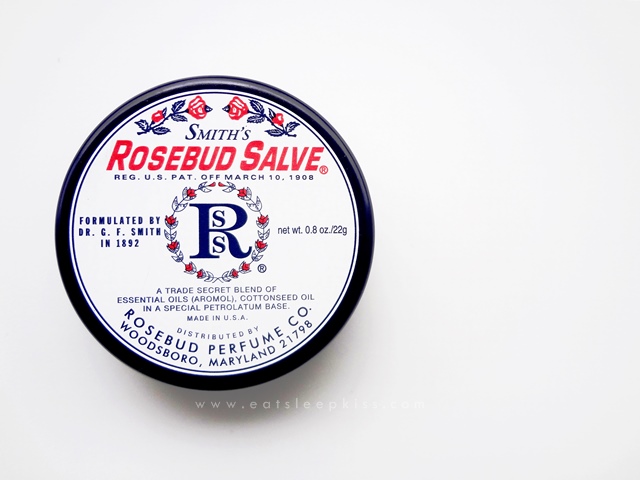 SMITH'S
ROSEBUD SALVE®
REG. U.S. PAT. OFF MARCH 10, 1908
FORMULATED BY
DR. G. F. SMITH
IN 1892
RSS
®
net wt. 0.8 oz./22g
A TRADE SECRET BLEND OF
ESSENTIAL OILS (AROMOL), COTTONSEED OIL
IN A SPECIAL PETROLATUM BASE.
MADE IN U.S.A.
DISTRIBUTED BY
ROSEBUD PERFUME CO.
WOODSBORO, MARYLAND 21798
www.eatsleepkiss.com